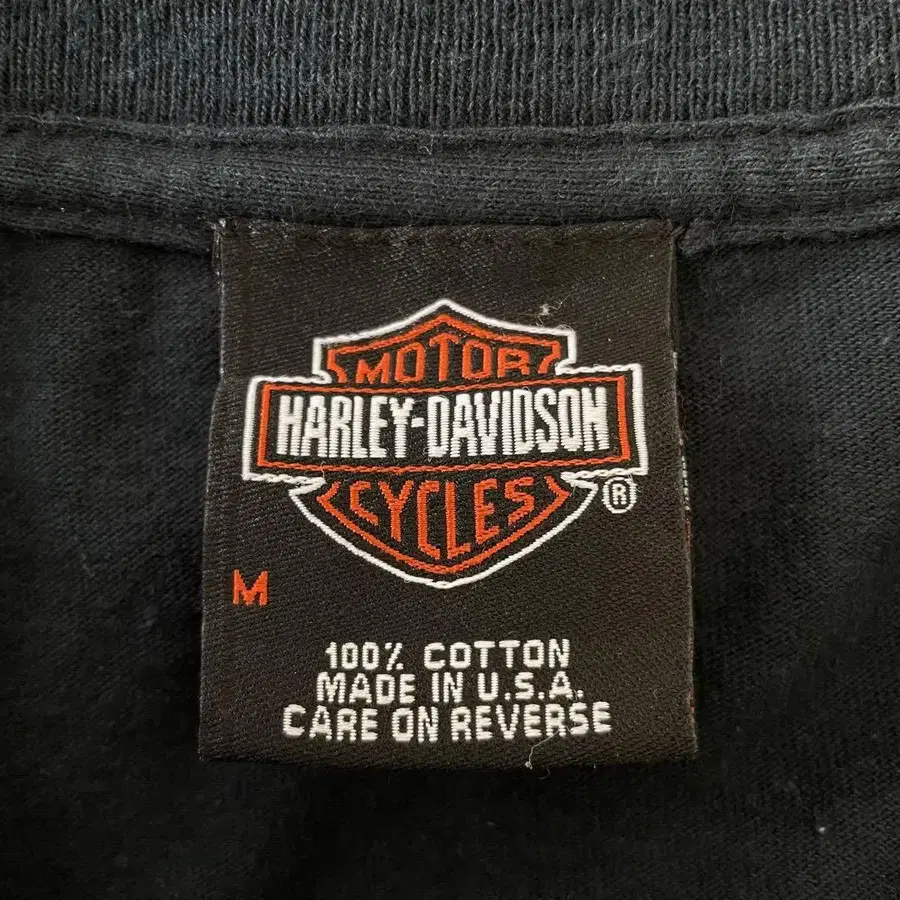 MOTOR
HARLEY-DAVIDSON
CYCLES
®
M
100% COTTON
MADE IN U.S.A.
CARE ON REVERSE